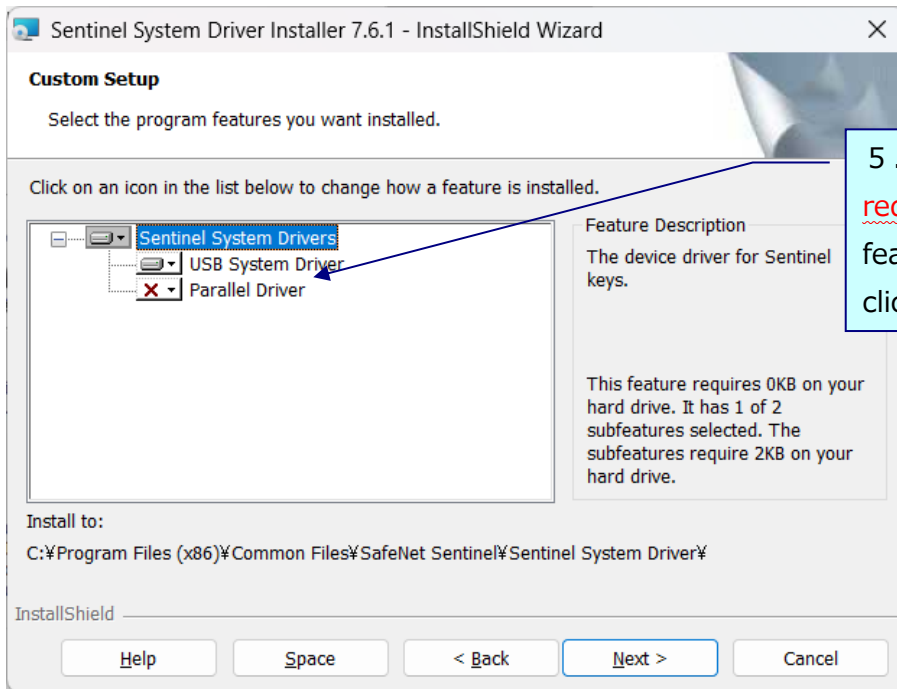 Sentinel System Driver Installer 7.6.1 - InstallShield Wizard
Custom Setup
Select the program features you want installed.
Click on an icon in the list below to change how a feature is installed.
Sentinel System Drivers
USB System Driver
Parallel Driver
Feature Description
The device driver for Sentinel
keys.
This feature requires 0KB on your
hard drive. It has 1 of 2
subfeatures selected. The
subfeatures require 2KB on your
hard drive.
5 .
Install to:
C:¥Program Files (x86)¥Common Files¥SafeNet Sentinel¥Sentinel System Driver¥
InstallShield
Help
Space
< Back
Next >
Cancel